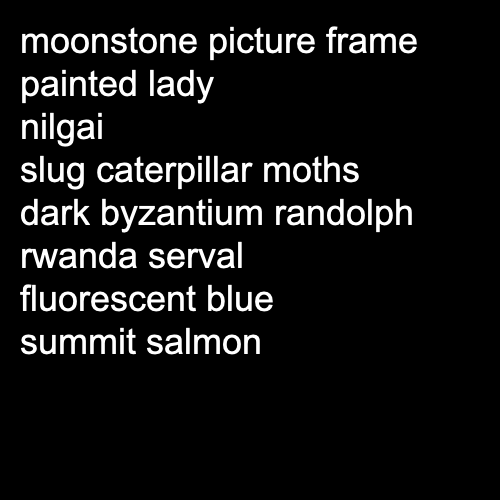 moonstone picture frame
painted lady
nilgai
slug caterpillar moths
dark byzantium randolph
rwanda serval
fluorescent blue
summit salmon